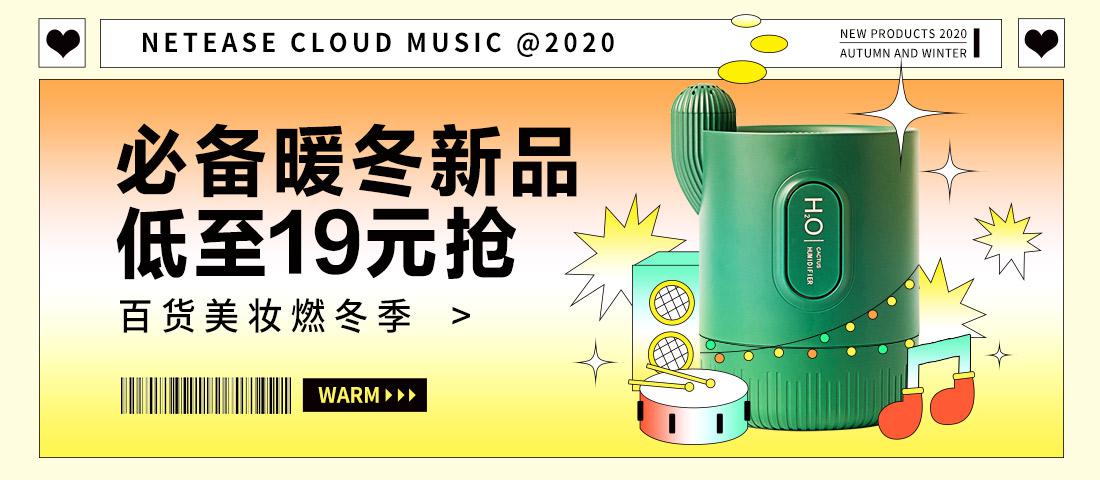 NETEASE CLOUD MUSIC @2020
NEW PRODUCTS 2020
AUTUMN AND WINTER
必备暖冬新品
低至19元抢
百货美妆燃冬季 >
WARM
H₂O
CACTUS
HUMIDIFIER